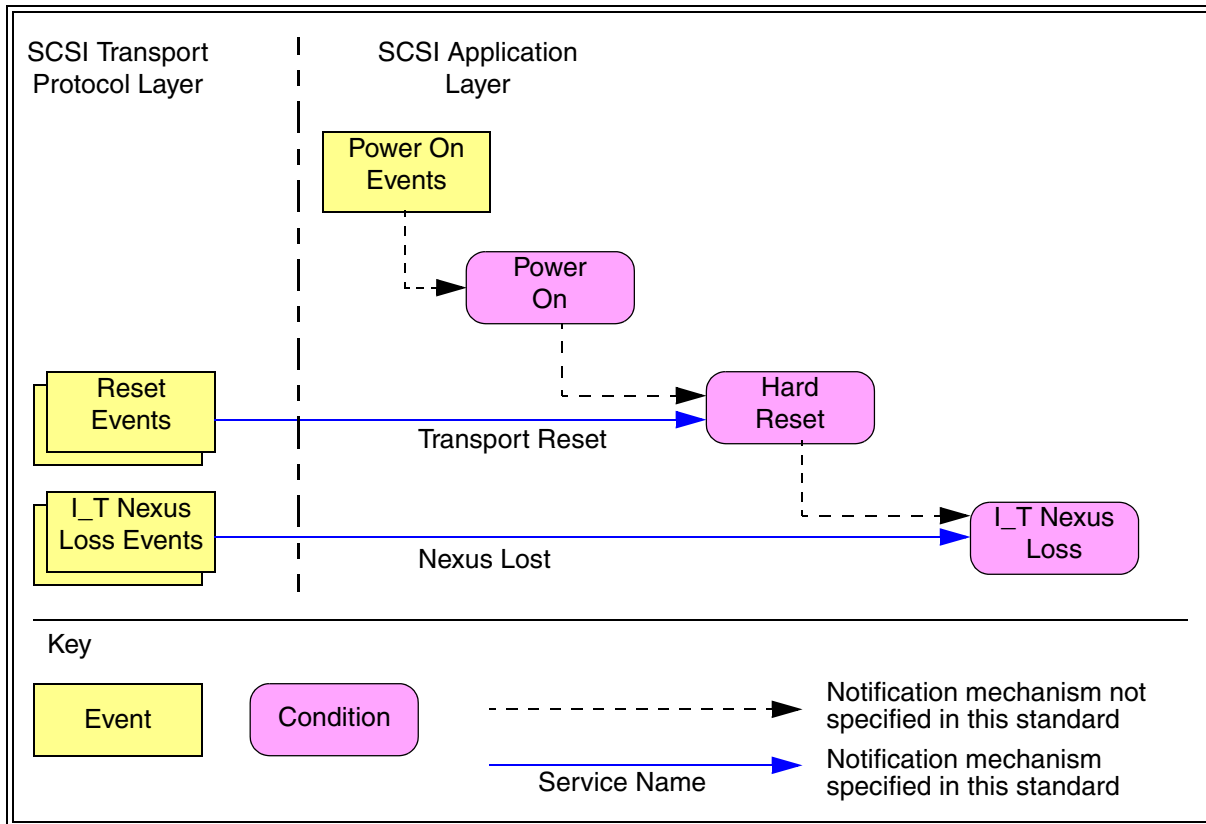 SCSI Transport
Protocol Layer
SCSI Application
Layer
Power On
Events
Power
On
Reset
Events
Hard
Reset
Transport Reset
I_T Nexus
Loss Events
I_T Nexus
Loss
Nexus Lost
Key
Event
Condition
Notification mechanism not
specified in this standard
Service Name
Notification mechanism
specified in this standard